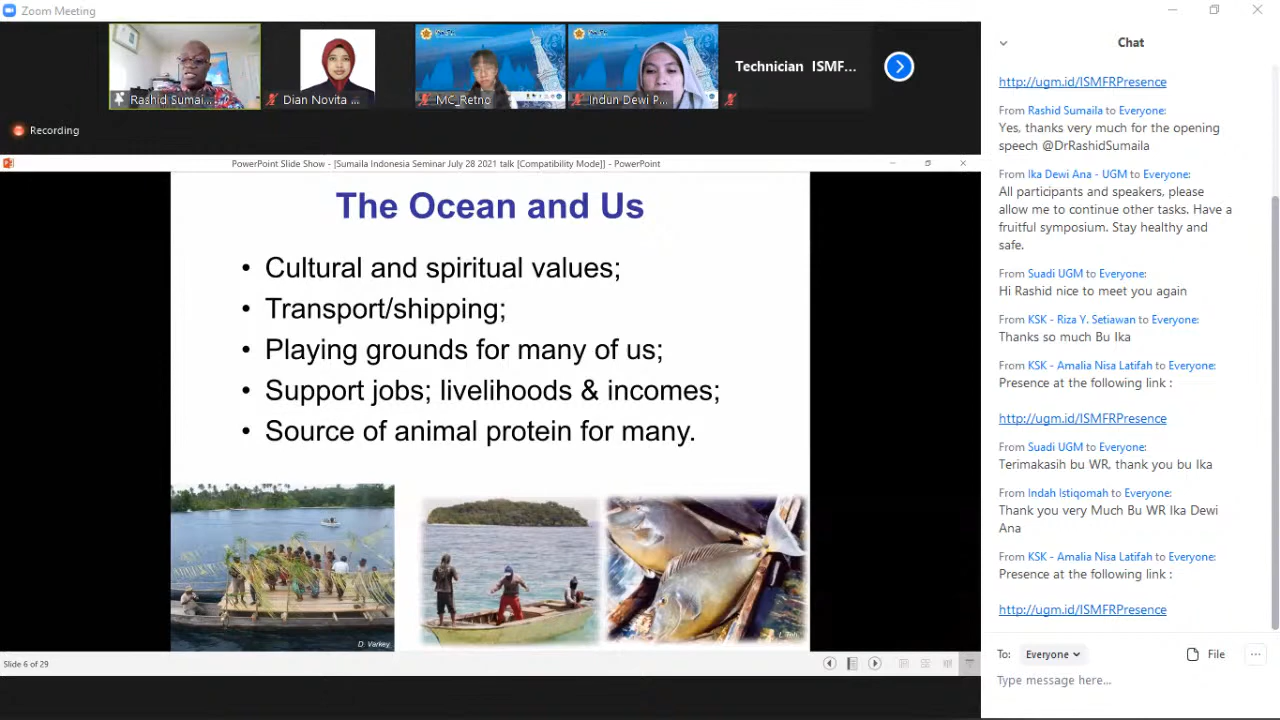 Zoom Meeting
Rashid Sumai...
Dian Novita ...
MC_Retno
Indun Dewi P...
Technician ISMF...
Recording
PowerPoint Slide Show - [Sumaila Indonesia Seminar July 28 2021 talk [Compatibility Mode]] - PowerPoint
The Ocean and Us
• Cultural and spiritual values;
• Transport/shipping;
• Playing grounds for many of us;
• Support jobs; livelihoods & incomes;
• Source of animal protein for many.
D. Varkey
Slide 6 of 29
Chat
http://ugm.id/ISMFRPresence
From Rashid Sumaila to Everyone:
Yes, thanks very much for the opening
speech @DrRashidSumaila
From Ika Dewi Ana - UGM to Everyone:
All participants and speakers, please
allow me to continue other tasks. Have a
fruitful symposium. Stay healthy and
safe.
From Suadi UGM to Everyone:
Hi Rashid nice to meet you again
From KSK - Riza Y. Setiawan to Everyone:
Thanks so much Bu Ika
From KSK - Amalia Nisa Latifah to Everyone:
Presence at the following link :
http://ugm.id/ISMFRPresence
From Suadi UGM to Everyone:
Terimakasih bu WR, thank you bu Ika
From Indah Istiqomah to Everyone:
Thank you very Much Bu WR Ika Dewi
Ana
From KSK - Amalia Nisa Latifah to Everyone:
Presence at the following link :
http://ugm.id/ISMFRPresence
To: Everyone
File
Type message here...